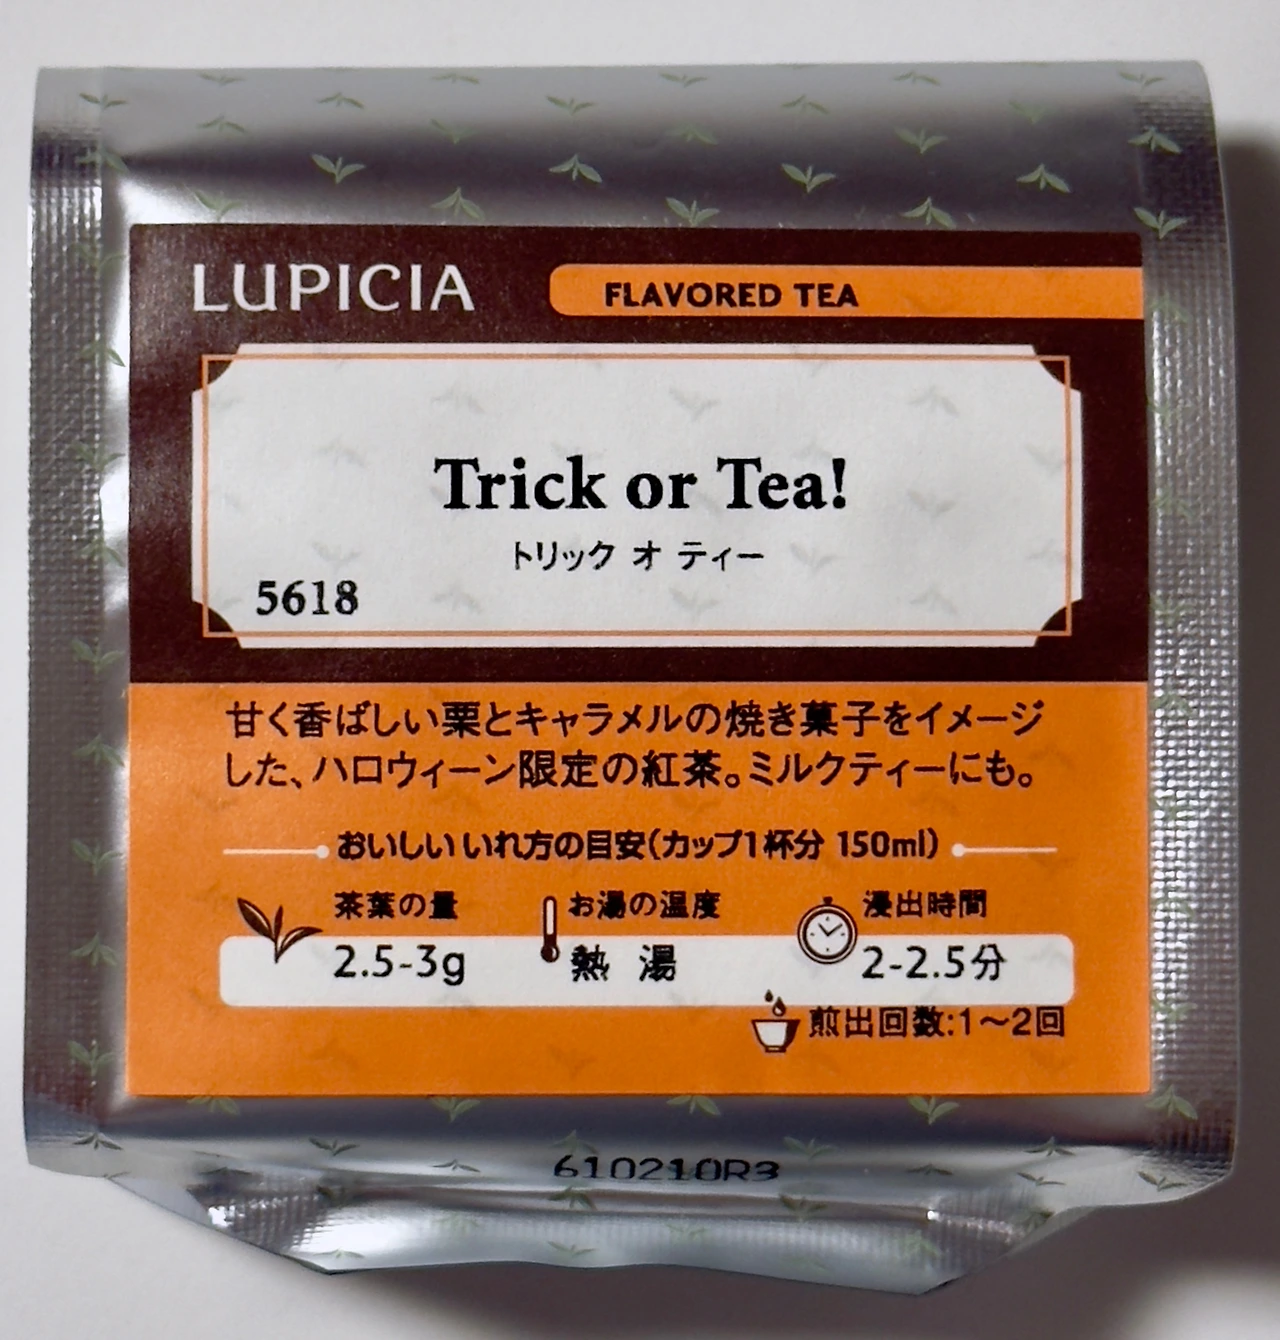 LUPICIA
FLAVORED TEA
Trick or Tea!
トリック オ ティー
5618
甘く香ばしい栗とキャラメルの焼き菓子をイメージ
した、ハロウィーン限定の紅茶。ミルクティーにも。
おいしいいれ方の目安(カップ1杯分 150ml)
茶葉の量
2.5-3g
お湯の温度
熱 湯
浸出時間
2-2.5分
煎出回数:1〜2回
610210R3